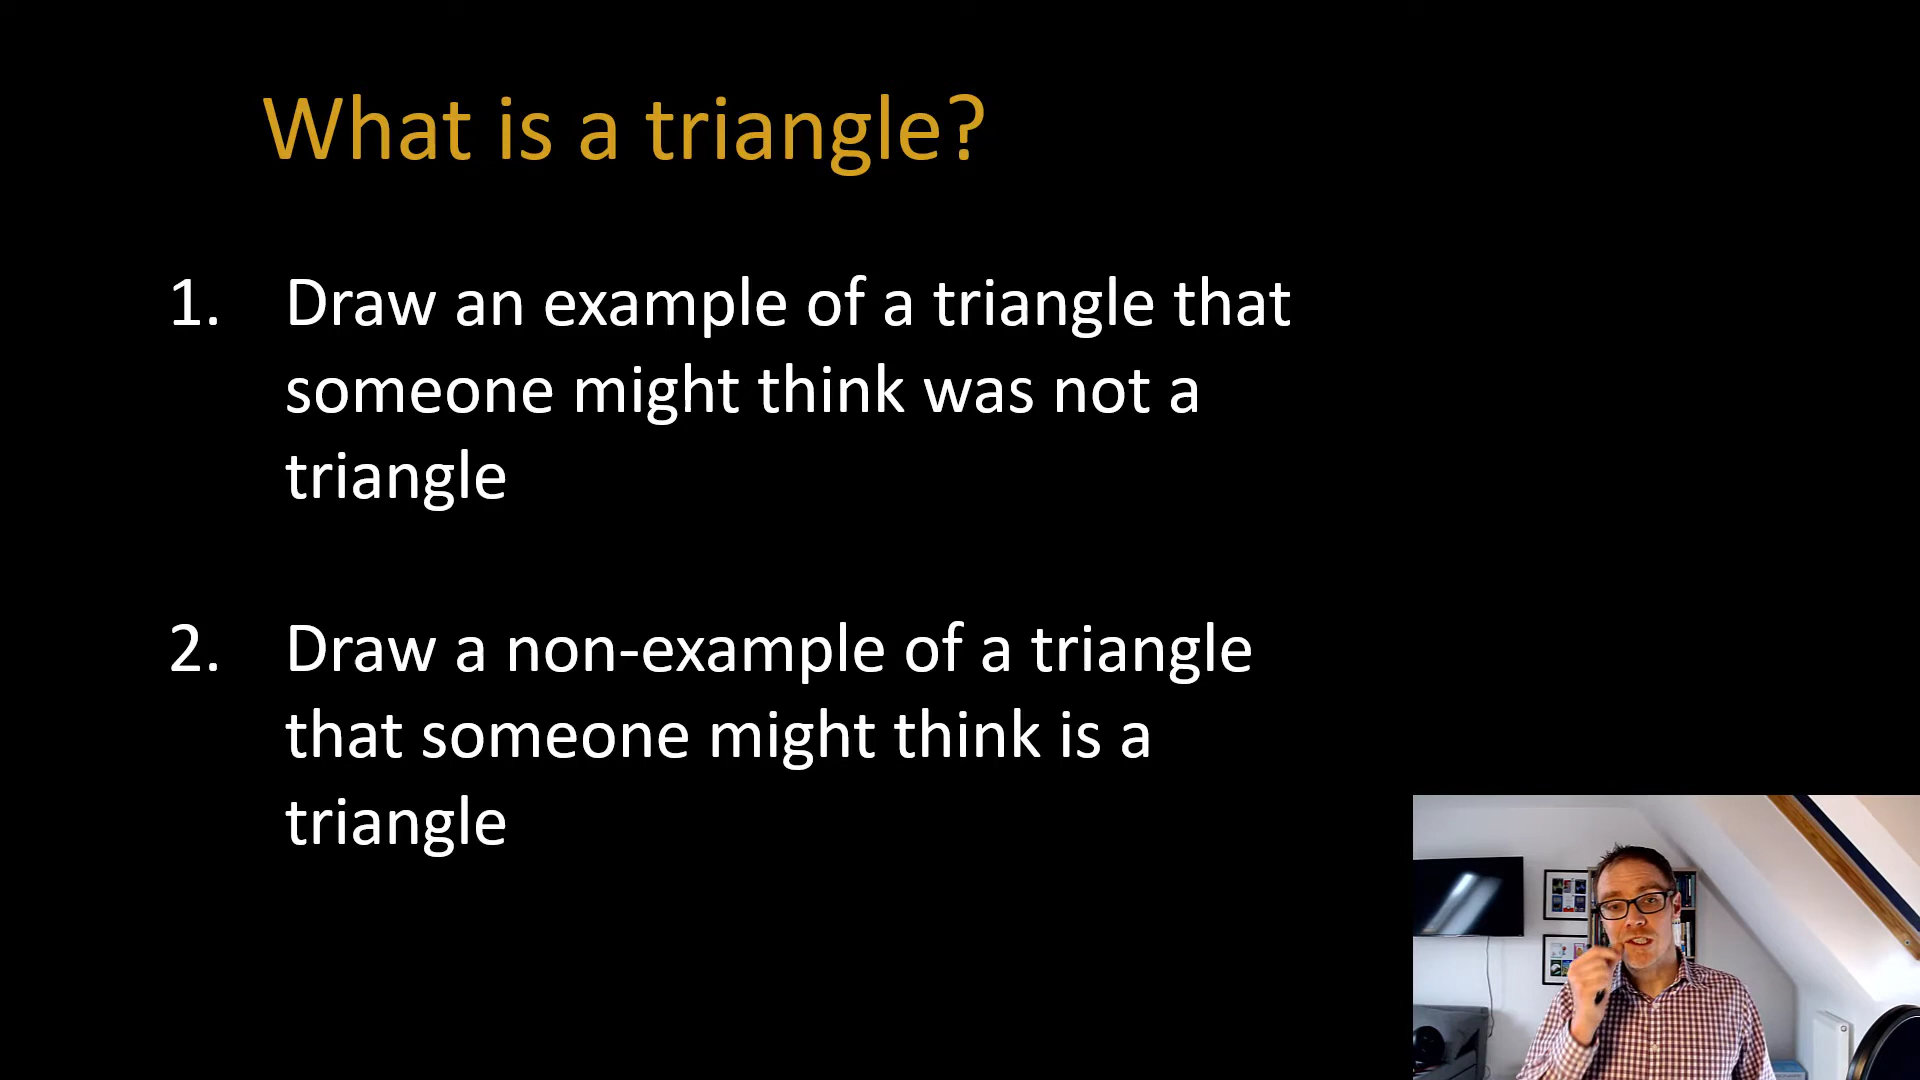 What is a triangle?
1. Draw an example of a triangle that
someone might think was not a
triangle
2. Draw a non-example of a triangle
that someone might think is a
triangle